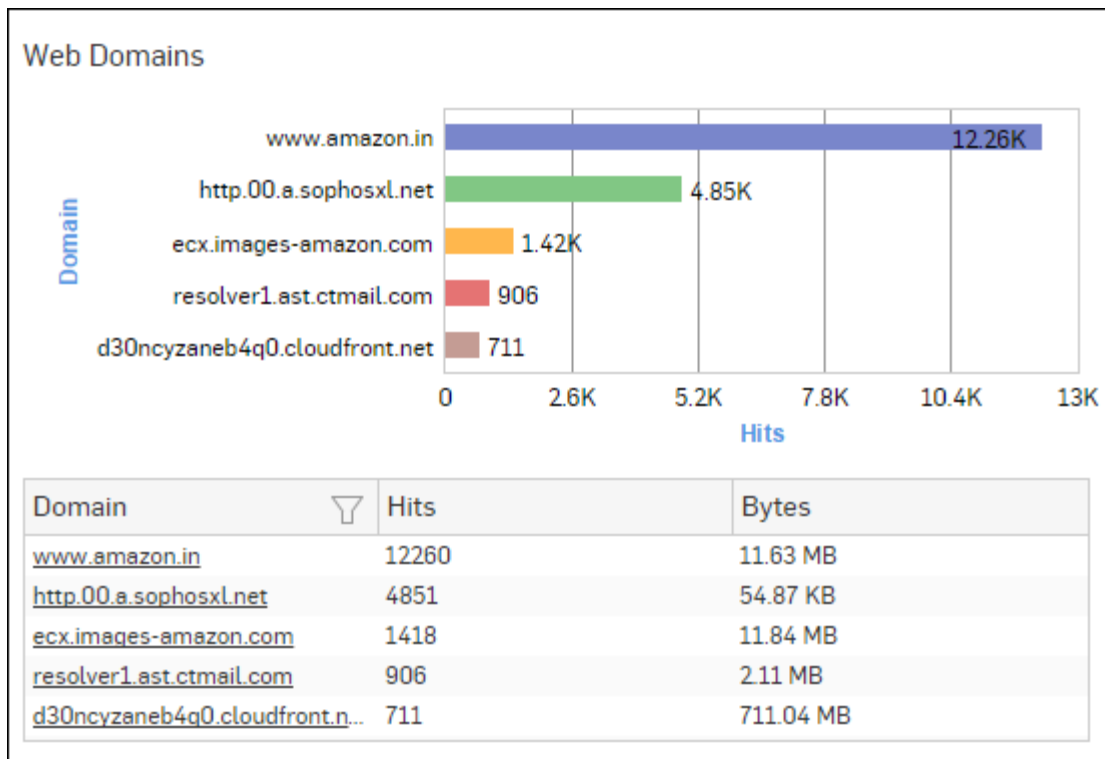 Web Domains
Domain
www.amazon.in 12.26K
http.00.a.sophosxl.net 4.85K
ecx.images-amazon.com 1.42K
resolver1.ast.ctmail.com 906
d30ncyzaneb4q0.cloudfront.net 711
0 2.6K 5.2K 7.8K 10.4K 13K
Hits
Domain Hits Bytes
www.amazon.in 12260 11.63 MB
http.00.a.sophosxl.net 4851 54.87 KB
ecx.images-amazon.com 1418 11.84 MB
resolver1.ast.ctmail.com 906 2.11 MB
d30ncyzaneb4q0.cloudfront.n... 711 711.04 MB